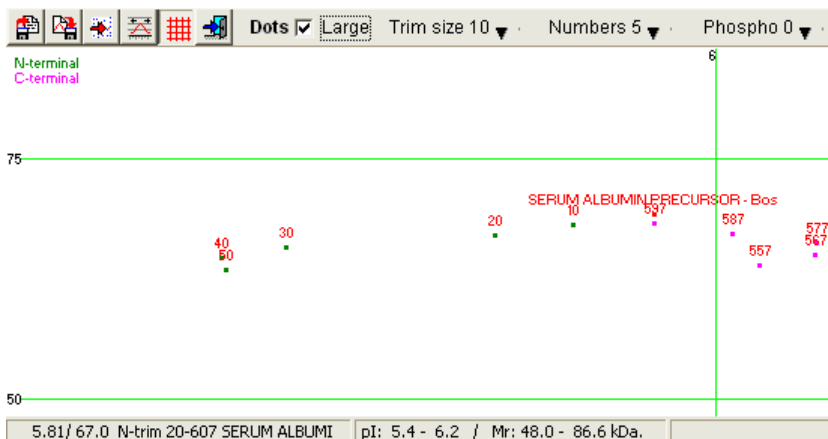 Dots Large Trim size 10 Numbers 5 Phospho 0
N-terminal
C-terminal
6
75
SERUM ALBUMIN PRECURSOR - Bos
597
10
20
587
577
30
40
567
557
50
50
5.81/ 67.0 N-trim 20-607 SERUM ALBUMI
pI: 5.4 - 6.2 / Mr: 48.0 - 86.6 kDa.